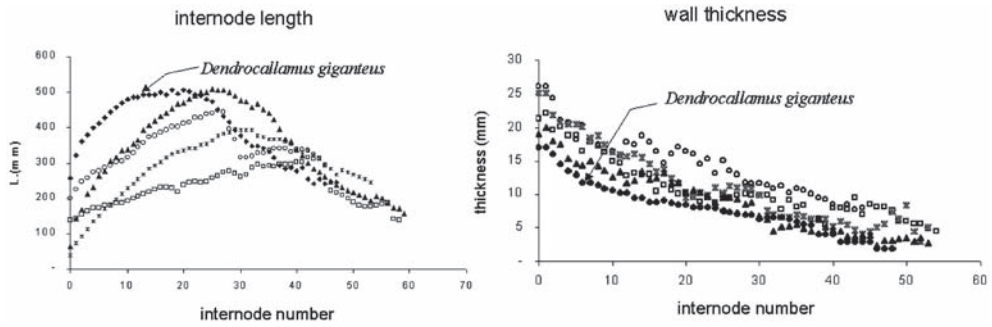 internode length
600
500
400
300
200
100
-
L.(mm)
Dendrocallamus giganteus
0 10 20 30 40 50 60 70
internode number
wall thickness
30
25
20
15
10
5
-
thickness (mm)
Dendrocallamus giganteus
0 10 20 30 40 50 60
internode number